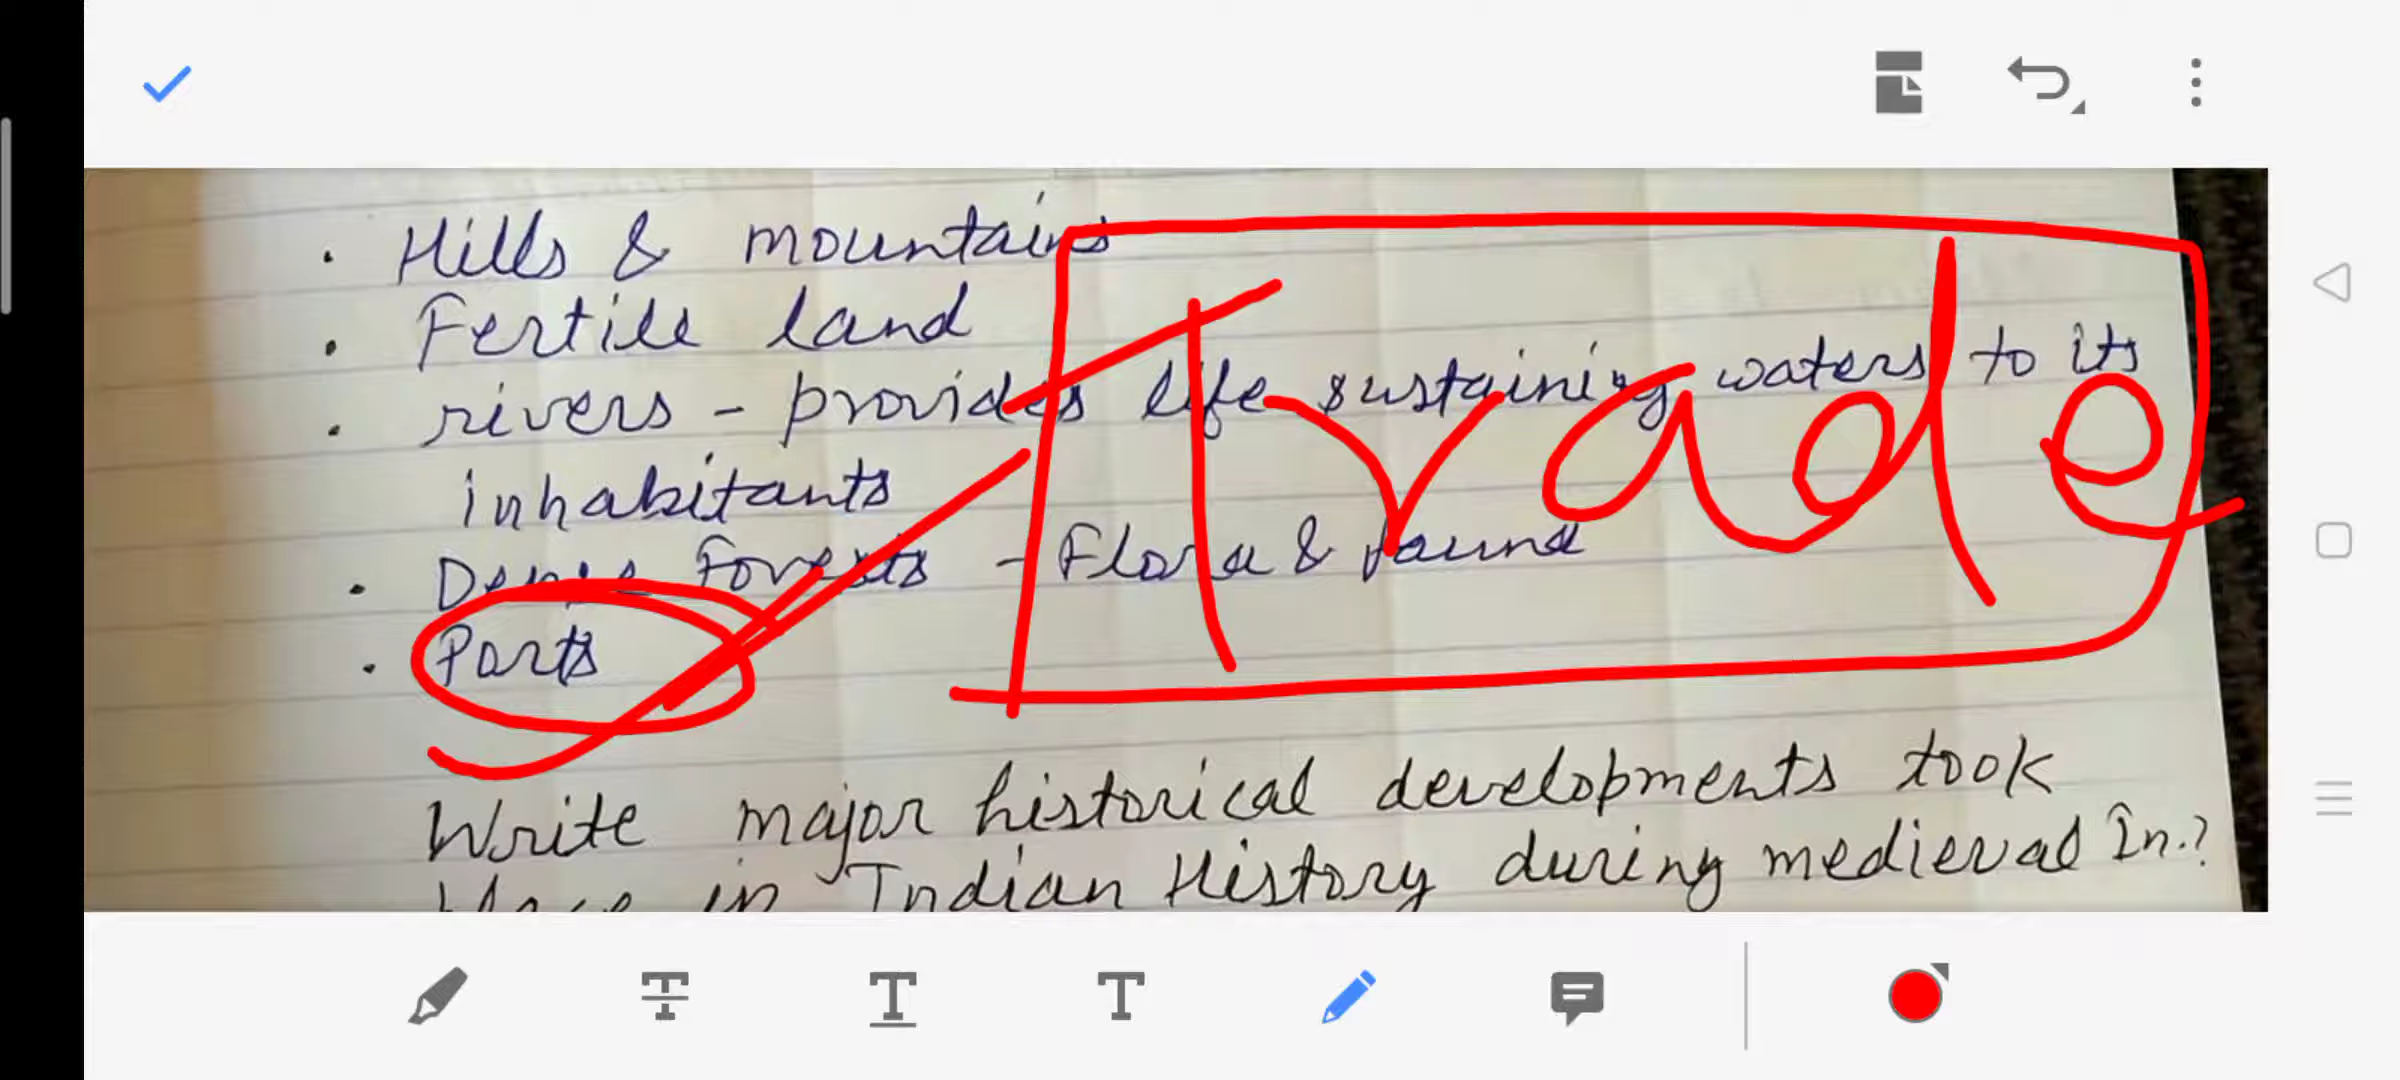 . Hills & mountains
. Fertile land
. rivers - provides life sustaining waters to its
inhabitants
. Dense Forests - Flora & fauna
. Ports
Trade
Write major historical developments took
place in Indian History during medieval In.?
T
T
T